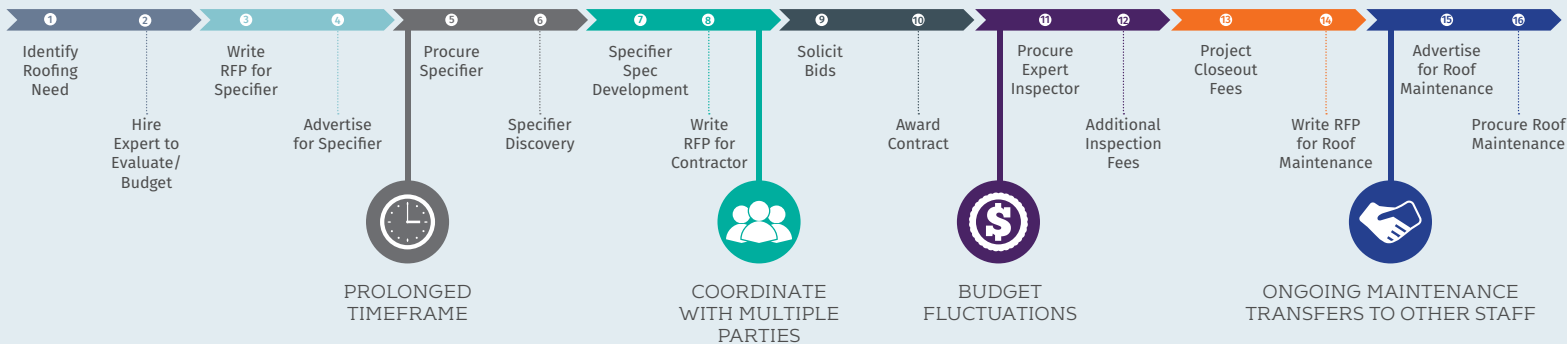 1
2
3
4
5
6
7
8
9
10
11
12
13
14
15
16
Identify
Roofing
Need
Hire
Expert to
Evaluate/
Budget
Write
RFP for
Specifier
Advertise
for Specifier
Procure
Specifier
Specifier
Discovery
Specifier
Spec
Development
Write
RFP for
Contractor
Solicit
Bids
Award
Contract
Procure
Expert
Inspector
Additional
Inspection
Fees
Project
Closeout
Fees
Write RFP
for Roof
Maintenance
Advertise
for Roof
Maintenance
Procure Roof
Maintenance
$
PROLONGED
TIMEFRAME
COORDINATE
WITH MULTIPLE
PARTIES
BUDGET
FLUCTUATIONS
ONGOING MAINTENANCE
TRANSFERS TO OTHER STAFF